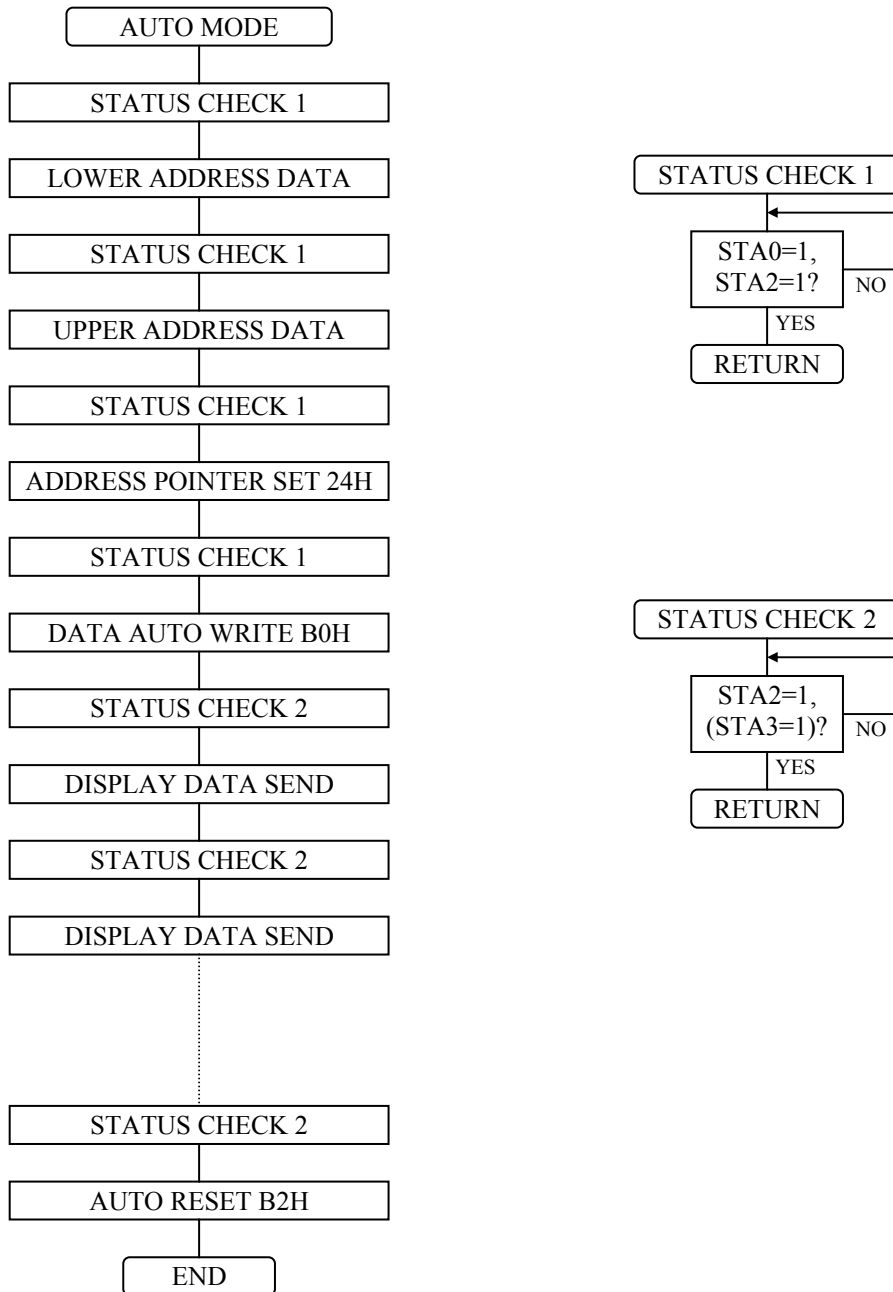 AUTO MODE
STATUS CHECK 1
LOWER ADDRESS DATA
STATUS CHECK 1
UPPER ADDRESS DATA
STATUS CHECK 1
ADDRESS POINTER SET 24H
STATUS CHECK 1
DATA AUTO WRITE B0H
STATUS CHECK 2
DISPLAY DATA SEND
STATUS CHECK 2
DISPLAY DATA SEND
STATUS CHECK 2
AUTO RESET B2H
END
STATUS CHECK 1
STA0=1,
STA2=1?
NO
YES
RETURN
STATUS CHECK 2
STA2=1,
(STA3=1)?
NO
YES
RETURN